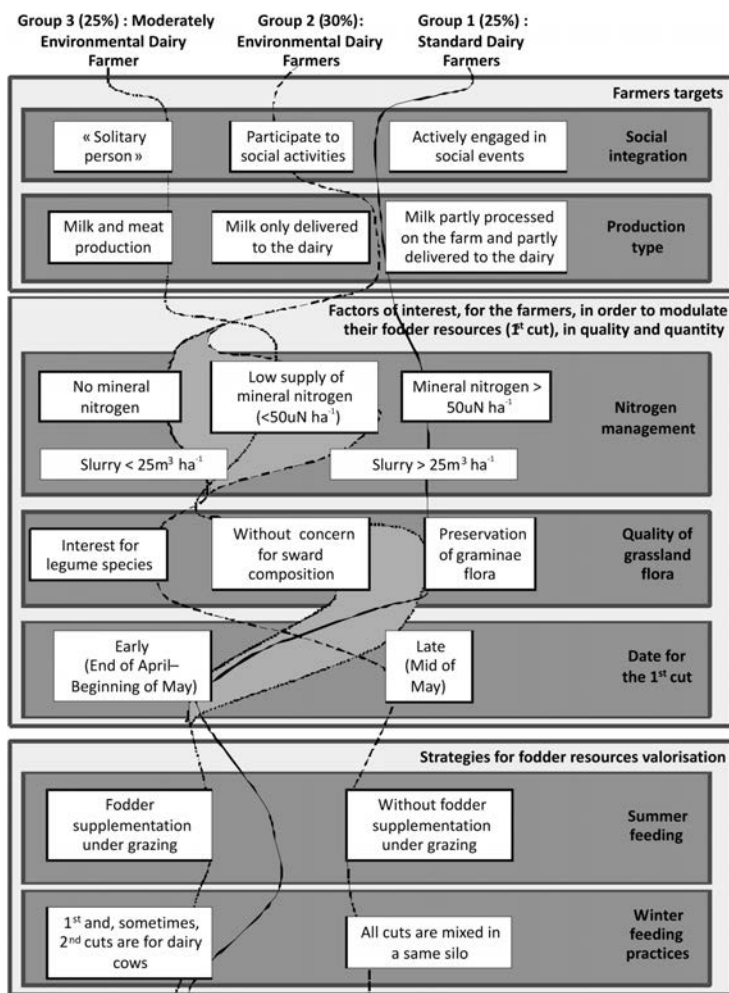 Group 3 (25%) : Moderately
Environmental Dairy
Farmer
Group 2 (30%) :
Environmental Dairy
Farmers
Group 1 (25%) :
Standard Dairy
Farmers
Farmers targets
« Solitary
person »
Participate to
social activities
Actively engaged in
social events
Social
integration
Milk and meat
production
Milk only delivered
to the dairy
Milk partly processed
on the farm and partly
delivered to the dairy
Production
type
Factors of interest, for the farmers, in order to modulate
their fodder resources (1st cut), in quality and quantity
No mineral
nitrogen
Low supply of
mineral nitrogen
(<50uN ha-1)
Mineral nitrogen >
50uN ha-1
Nitrogen
management
Slurry < 25m3 ha-1
Slurry > 25m3 ha-1
Interest for
legume species
Without concern
for sward
composition
Preservation
of graminae
flora
Quality of
grassland
flora
Early
(End of April–
Beginning of May)
Late
(Mid of
May)
Date for
the 1st cut
Strategies for fodder resources valorisation
Fodder
supplementation
under grazing
Without fodder
supplementation
under grazing
Summer
feeding
1st and, sometimes,
2nd cuts are for dairy
cows
All cuts are mixed in
a same silo
Winter
feeding
practices